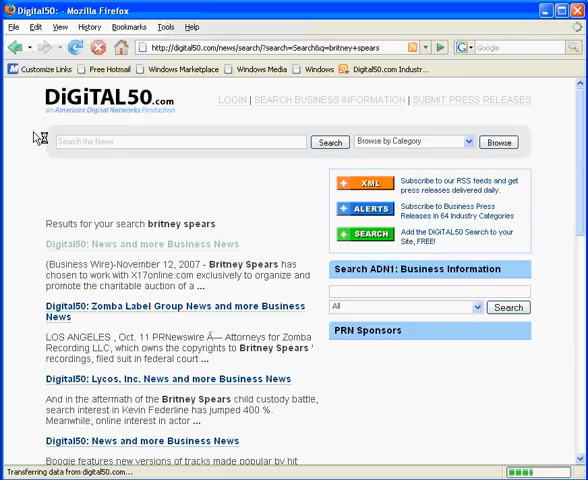 Digital50: - Mozilla Firefox
File Edit View History Bookmarks Tools Help
http://digital50.com/news/search/?search=Search&q=britney+spears
Google
Customize Links Free Hotmail Windows Marketplace Windows Media Windows Digital50.com Industr...
DiGiTAL50.com
an American Digital Networks Production
LOGIN | SEARCH BUSINESS INFORMATION | SUBMIT PRESS RELEASES
Search the News Search Browse by Category Browse
XML Subscribe to our RSS feeds and get
press releases delivered daily.
ALERTS Subscribe to Business Press
Releases in 64 Industry Categories
SEARCH Add the DiGiTAL50 Search to your
Site, FREE!
Results for your search britney spears
Digital50: News and more Business News
(Business Wire)-November 12, 2007 - Britney Spears has
chosen to work with X17online.com exclusively to organize and
promote the charitable auction of a ...
Digital50: Zomba Label Group News and more Business
News
LOS ANGELES , Oct. 11 PRNewswire Â— Attorneys for Zomba
Recording LLC, which owns the copyrights to Britney Spears '
recordings, filed suit in federal court ...
Digital50: Lycos, Inc. News and more Business News
And in the aftermath of the Britney Spears child custody battle,
search interest in Kevin Federline has jumped 400 %.
Meanwhile, online interest in actor ...
Digital50: News and more Business News
Boogie features new versions of tracks made popular by hit
Search ADN1: Business Information
All Search
PRN Sponsors
Transferring data from digital50.com...